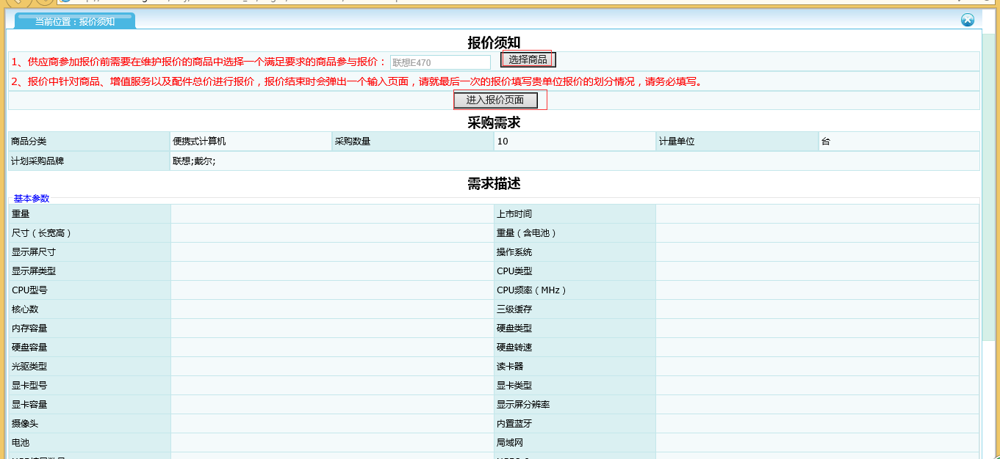 当前位置：报价须知
报价须知
1、供应商参加报价前需要在维护报价的商品中选择一个满足要求的商品参与报价： 联想E470 选择商品
2、报价中针对商品、增值服务以及配件总价进行报价，报价结束时会弹出一个输入页面，请就最后一次的报价填写贵单位报价的划分情况，请务必填写。
进入报价页面
采购需求
商品分类 便携式计算机 采购数量 10 计量单位 台
计划采购品牌 联想;戴尔;
需求描述
基本参数
重量 上市时间
尺寸（长宽高） 重量（含电池）
显示屏尺寸 操作系统
显示屏类型 CPU类型
CPU型号 CPU频率（MHz）
核心数 三级缓存
内存容量 硬盘类型
硬盘容量 硬盘转速
光驱类型 读卡器
显卡型号 显卡类型
显卡容量 显示屏分辨率
摄像头 内置蓝牙
电池 局域网